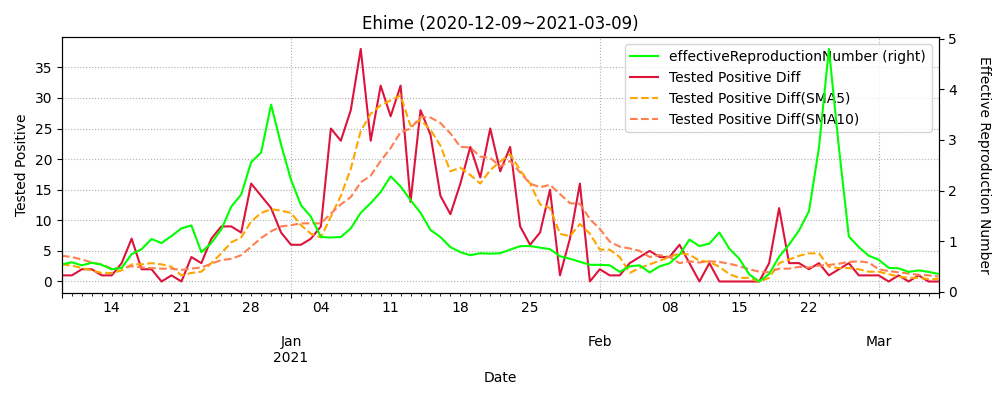 Ehime (2020-12-09~2021-03-09)
effectiveReproductionNumber (right)
Tested Positive Diff
Tested Positive Diff(SMA5)
Tested Positive Diff(SMA10)
Tested Positive
35
30
25
20
15
10
5
0
5
4
3
2
1
0
Effective Reproduction Number
14 21 28 04 11 18 25 08 15 22
Jan Feb Mar
2021
Date